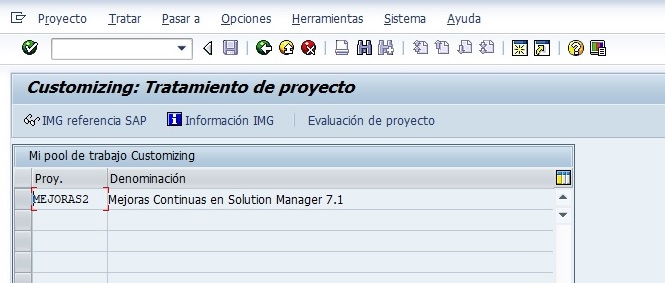 Proyecto Tratar Pasar a Opciones Herramientas Sistema Ayuda
Customizing: Tratamiento de proyecto
IMG referencia SAP Información IMG Evaluación de proyecto
Mi pool de trabajo Customizing
Proy. Denominación
MEJORAS2 Mejoras Continuas en Solution Manager 7.1